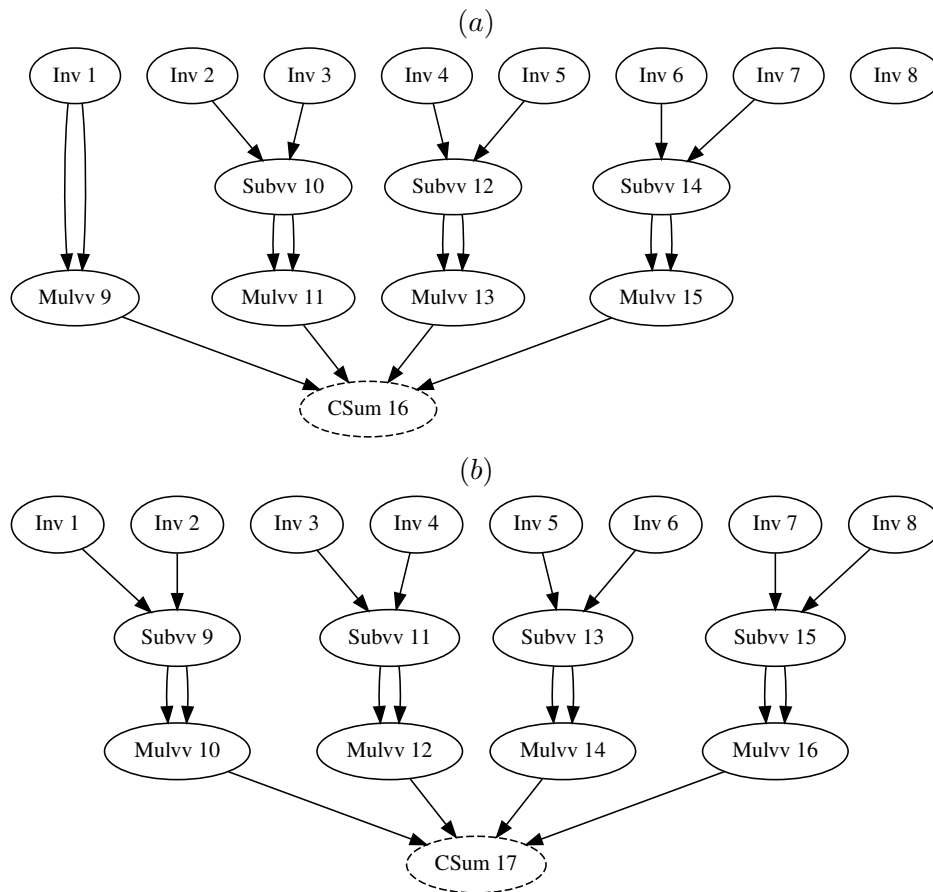 (a)
Inv 1 Inv 2 Inv 3 Inv 4 Inv 5 Inv 6 Inv 7 Inv 8
Subvv 10 Subvv 12 Subvv 14
Mulvv 9 Mulvv 11 Mulvv 13 Mulvv 15
CSum 16
(b)
Inv 1 Inv 2 Inv 3 Inv 4 Inv 5 Inv 6 Inv 7 Inv 8
Subvv 9 Subvv 11 Subvv 13 Subvv 15
Mulvv 10 Mulvv 12 Mulvv 14 Mulvv 16
CSum 17